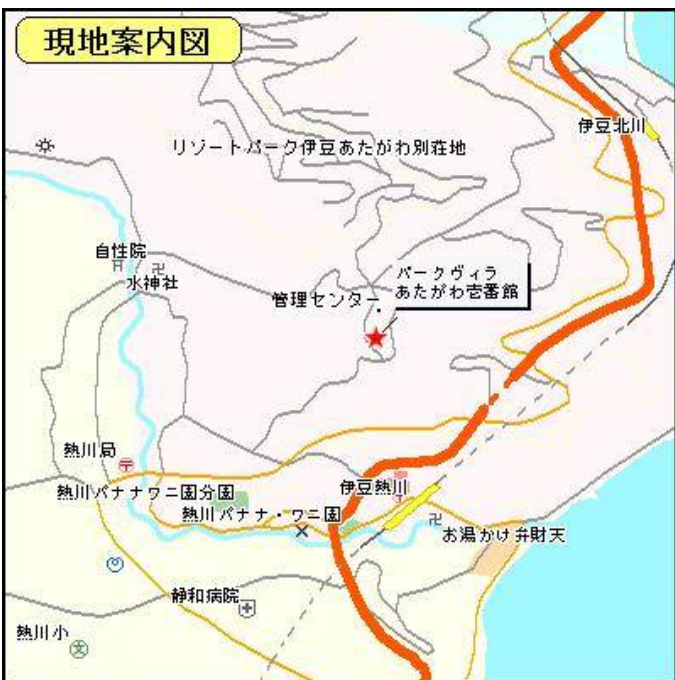 現地案内図
伊豆北川
リゾートパーク伊豆あたがわ別荘地
自性院
水神社
パークヴィラ
あたがわ壱番館
管理センター
熱川局
伊豆熱川
熱川バナナワニ園分園
熱川バナナ・ワニ園
お湯かけ弁財天
静和病院
熱川小